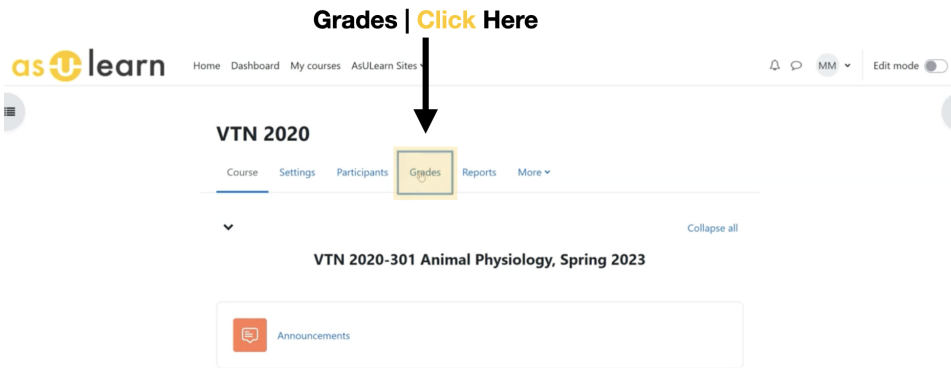 Grades | Click Here
asulearn
Home Dashboard My courses AsULearn Sites
MM
Edit mode
VTN 2020
Course Settings Participants Grades Reports More
Collapse all
VTN 2020-301 Animal Physiology, Spring 2023
Announcements